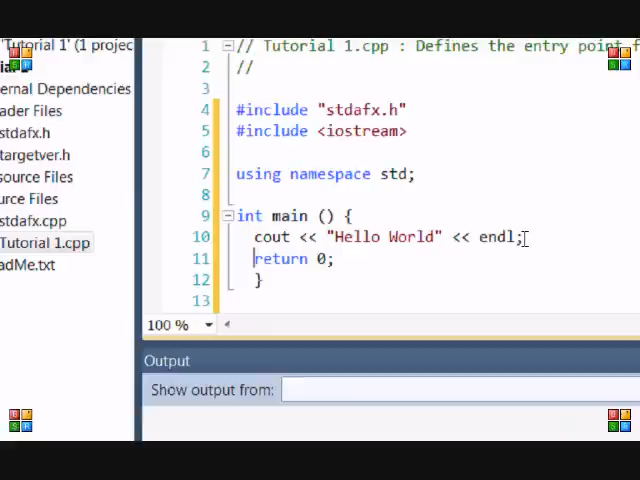 'Tutorial 1' (1 projec
ernal Dependencies
ader Files
stdafx.h
targetver.h
source Files
urce Files
stdafx.cpp
Tutorial 1.cpp
adMe.txt
1 // Tutorial 1.cpp : Defines the entry point f
2 //
3
4 #include "stdafx.h"
5 #include <iostream>
6
7 using namespace std;
8
9 int main () {
10 cout << "Hello World" << endl;
11 return 0;
12 }
13
100 %
Output
Show output from: